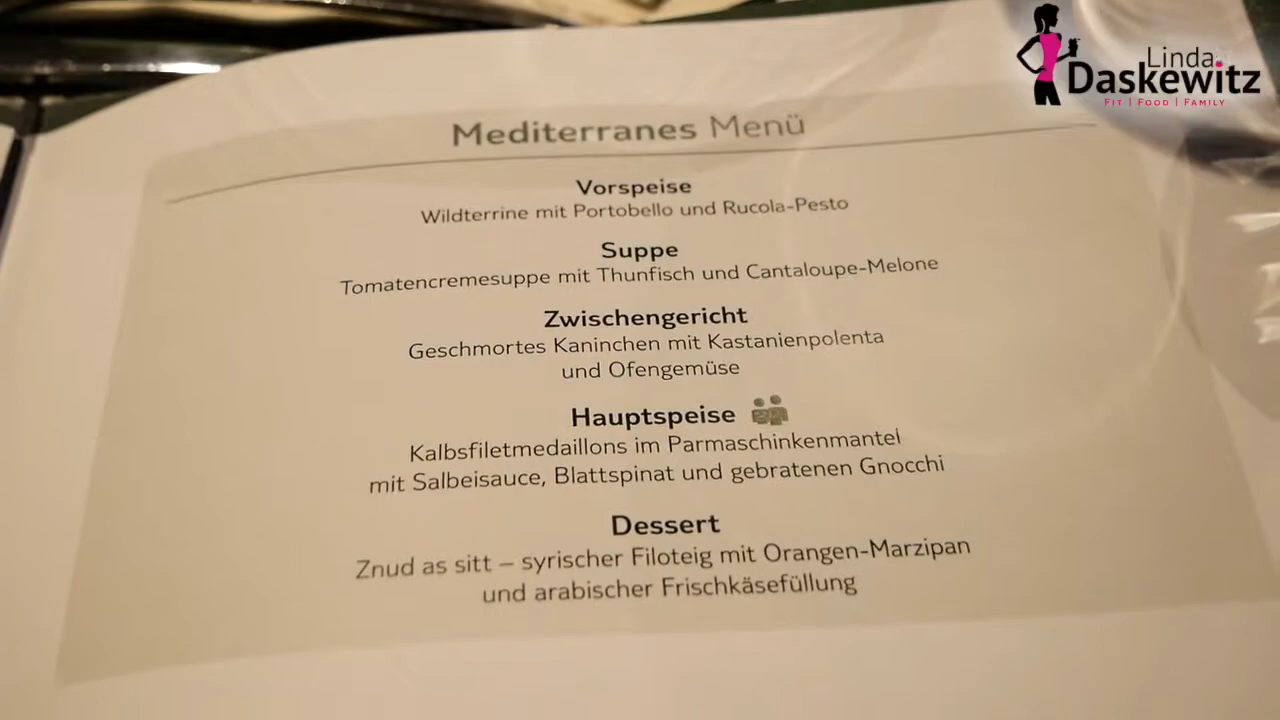 Linda
Daskewitz
FIT | FOOD | FAMILY
Mediterranes Menü
Vorspeise
Wildterrine mit Portobello und Rucola-Pesto
Suppe
Tomatencremesuppe mit Thunfisch und Cantaloupe-Melone
Zwischengericht
Geschmortes Kaninchen mit Kastanienpolenta
und Ofengemüse
Hauptspeise
Kalbsfiletmedaillons im Parmaschinkenmantel
mit Salbeisauce, Blattspinat und gebratenen Gnocchi
Dessert
Znud as sitt – syrischer Filoteig mit Orangen-Marzipan
und arabischer Frischkäsefüllung